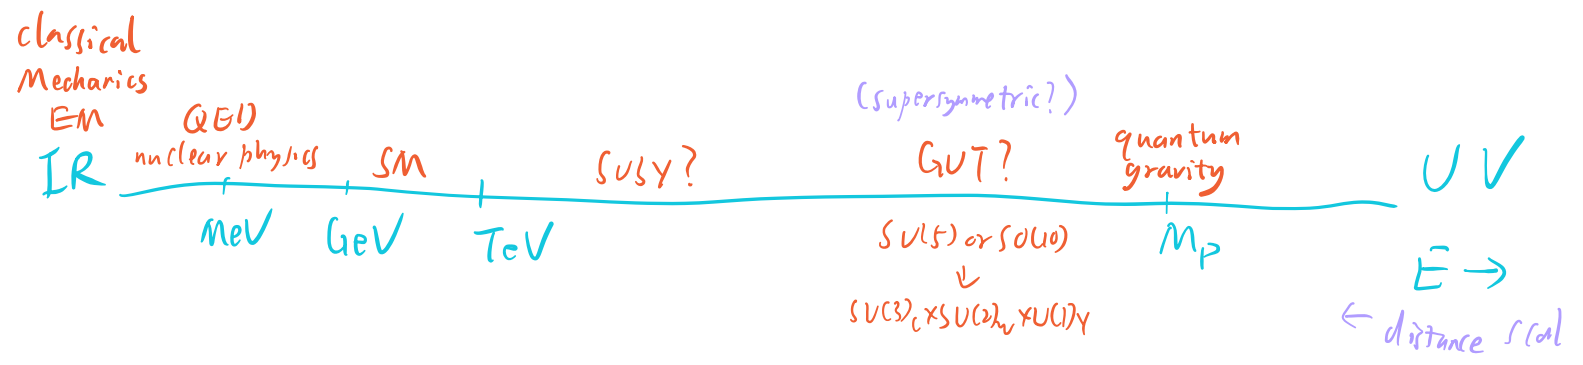 classical
Mechanics
EM
IR
QED
nuclear physics
SM
SUSY?
(supersymmetric?)
GUT?
quantum
gravity
UV
MeV
GeV
TeV
SU(5) or SO(10)
↓
SU(3)c×SU(2)w×U(1)Y
Mp
E →
← distance scal